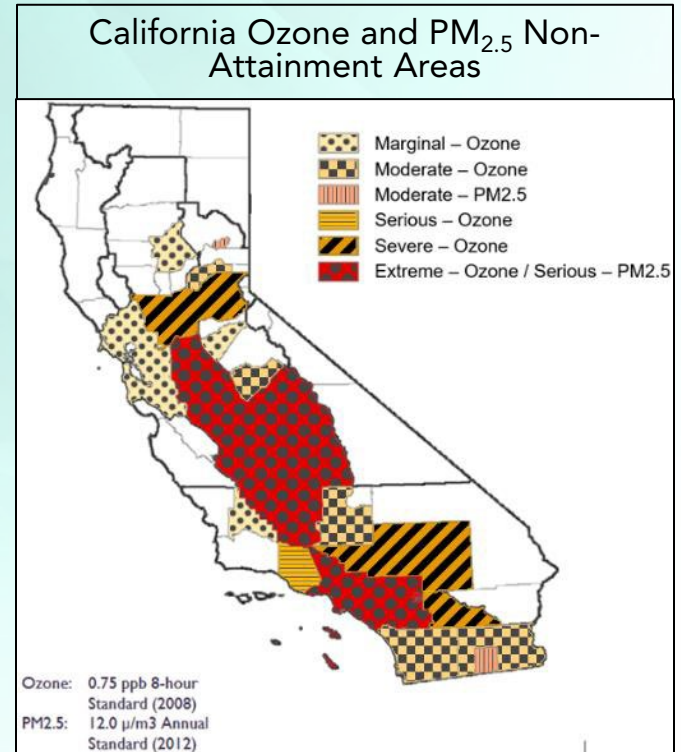 California Ozone and PM2.5 Non-
Attainment Areas
Marginal – Ozone
Moderate – Ozone
Moderate – PM2.5
Serious – Ozone
Severe – Ozone
Extreme – Ozone / Serious – PM2.5
Ozone: 0.75 ppb 8-hour
Standard (2008)
PM2.5: 12.0 µ/m3 Annual
Standard (2012)